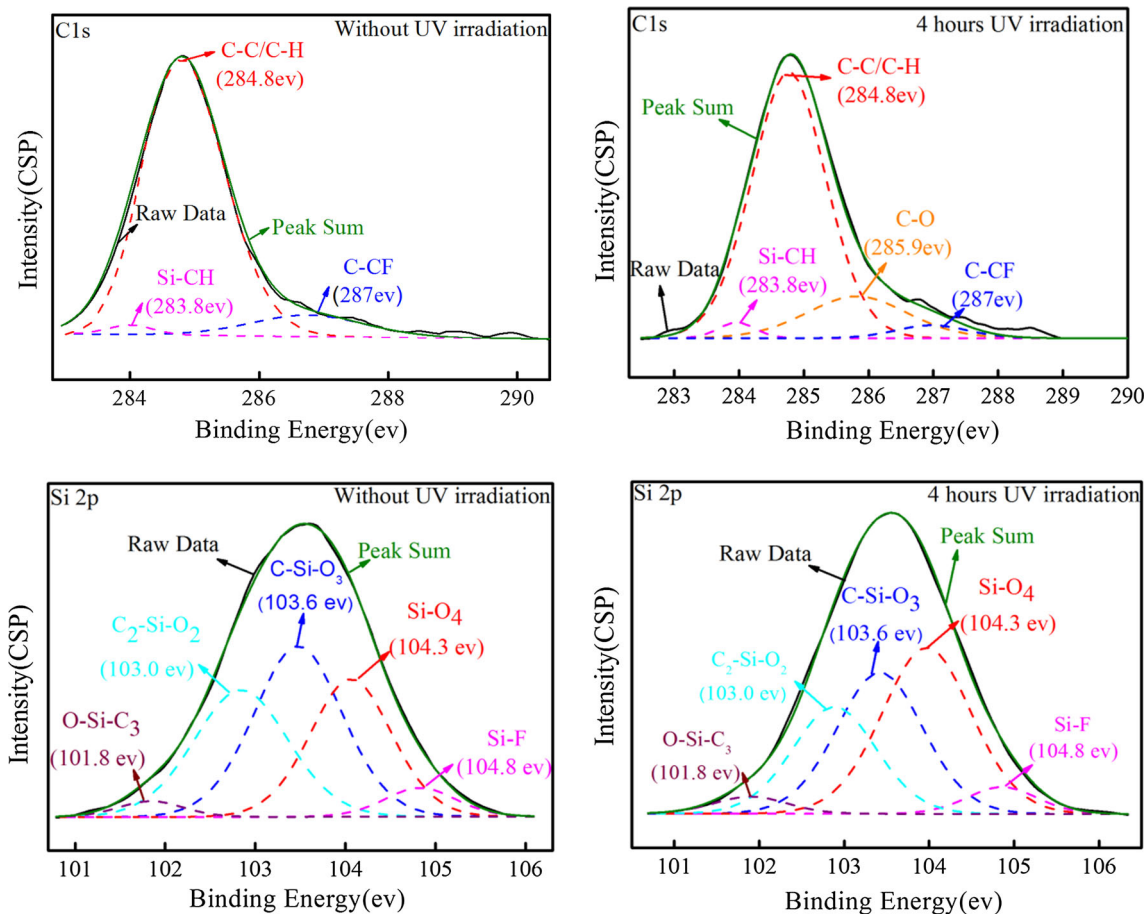 C1s
Without UV irradiation
C-C/C-H
(284.8ev)
Raw Data
Peak Sum
Si-CH
(283.8ev)
C-CF
(287ev)
Intensity(CSP)
284 286 288 290
Binding Energy(ev)
C1s
4 hours UV irradiation
C-C/C-H
(284.8ev)
Peak Sum
C-O
(285.9ev)
Raw Data
Si-CH
(283.8ev)
C-CF
(287ev)
Intensity(CSP)
283 284 285 286 287 288 289 290
Binding Energy(ev)
Si 2p
Without UV irradiation
Raw Data
Peak Sum
C-Si-O₃
(103.6 ev)
Si-O₄
(104.3 ev)
C₂-Si-O₂
(103.0 ev)
O-Si-C₃
(101.8 ev)
Si-F
(104.8 ev)
Intensity(CSP)
101 102 103 104 105 106
Binding Energy(ev)
Si 2p
4 hours UV irradiation
Peak Sum
Raw Data
Si-O₄
(104.3 ev)
C-Si-O₃
(103.6 ev)
C₂-Si-O₂
(103.0 ev)
O-Si-C₃
(101.8 ev)
Si-F
(104.8 ev)
Intensity(CSP)
101 102 103 104 105 106
Binding Energy(ev)